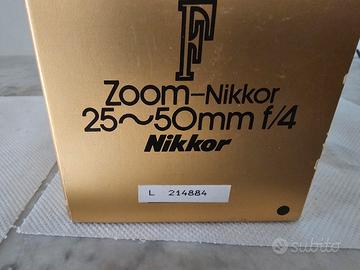 F
Zoom-Nikkor
25~50mm f/4
Nikkor
L 214884
subito